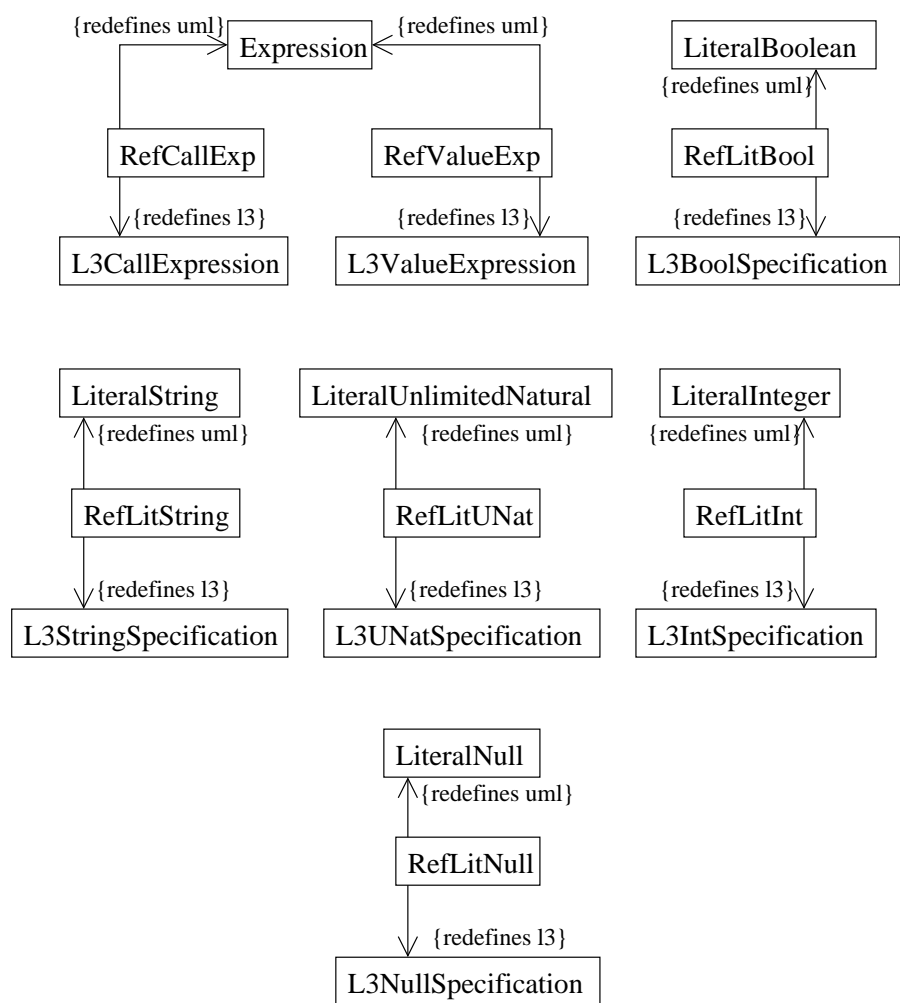 {redefines uml}
{redefines uml}
Expression
LiteralBoolean
{redefines uml}
RefCallExp
RefValueExp
RefLitBool
{redefines l3}
{redefines l3}
{redefines l3}
L3CallExpression
L3ValueExpression
L3BoolSpecification
LiteralString
LiteralUnlimitedNatural
LiteralInteger
{redefines uml}
{redefines uml}
{redefines uml}
RefLitString
RefLitUNat
RefLitInt
{redefines l3}
{redefines l3}
{redefines l3}
L3StringSpecification
L3UNatSpecification
L3IntSpecification
LiteralNull
{redefines uml}
RefLitNull
{redefines l3}
L3NullSpecification